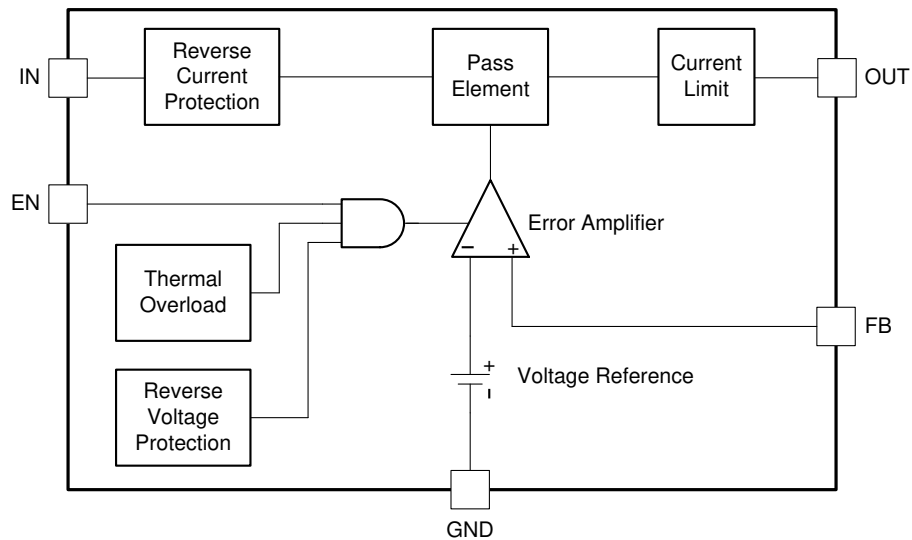 Reverse
Current
Protection
Pass
Element
Current
Limit
IN
OUT
EN
Error Amplifier
− +
Thermal
Overload
FB
+
Voltage Reference
−
Reverse
Voltage
Protection
GND